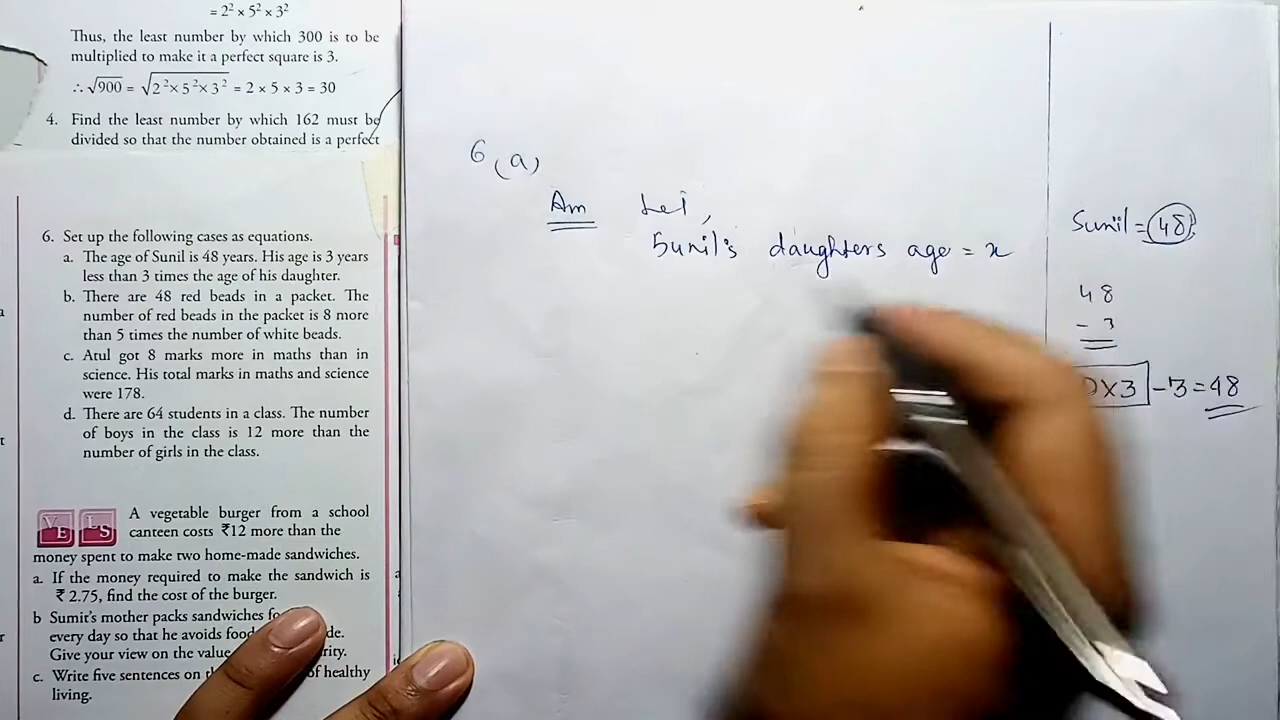 = 2² × 5² × 3²
Thus, the least number by which 300 is to be
multiplied to make it a perfect square is 3.
∴ √900 = √2² × 5² × 3² = 2 × 5 × 3 = 30
4. Find the least number by which 162 must be
divided so that the number obtained is a perfect
6. Set up the following cases as equations.
a. The age of Sunil is 48 years. His age is 3 years
less than 3 times the age of his daughter.
b. There are 48 red beads in a packet. The
number of red beads in the packet is 8 more
than 5 times the number of white beads.
c. Atul got 8 marks more in maths than in
science. His total marks in maths and science
were 178.
d. There are 64 students in a class. The number
of boys in the class is 12 more than the
number of girls in the class.
VE LS
A vegetable burger from a school
canteen costs ₹12 more than the
money spent to make two home-made sandwiches.
a. If the money required to make the sandwich is
₹ 2.75, find the cost of the burger.
b Sumit's mother packs sandwiches
every day so that he avoids
Give your view on the value
c. Write five sentences on of healthy
living.
6 (a)
Let,
Sunil's daughters age = x
Sunil = 48
48
- 3
×3 - 3 = 48